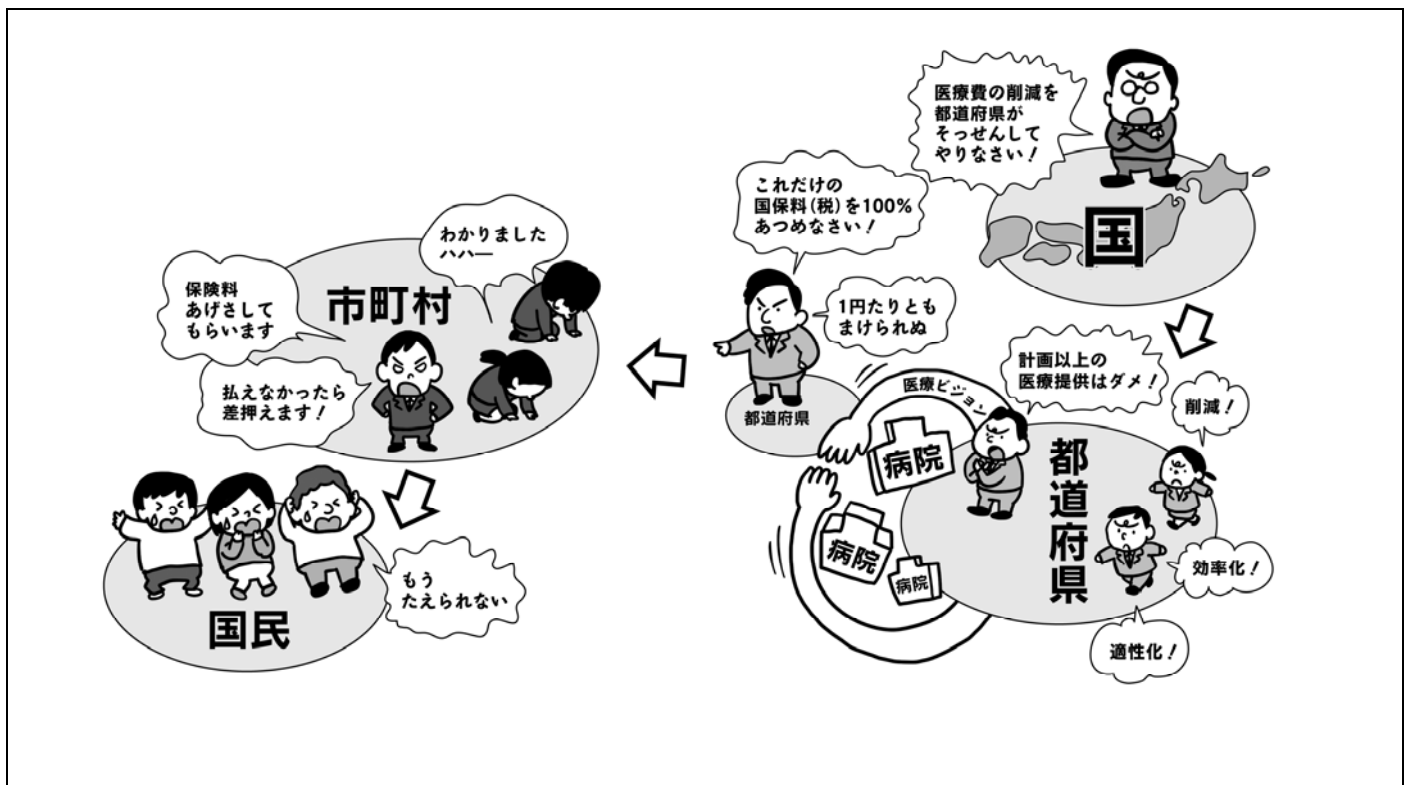 医療費の削減を
都道府県が
そっせんして
やりなさい！
国
これだけの
国保料（税）を100％
あつめなさい！
1円たりとも
まけられぬ
都道府県
計画以上の
医療提供はダメ！
削減！
医療ビジョン
病院
病院
病院
都道府県
効率化！
適性化！
わかりました
ハハー
市町村
保険料
あげさして
もらいます
払えなかったら
差押えます！
もう
たえられない
国民